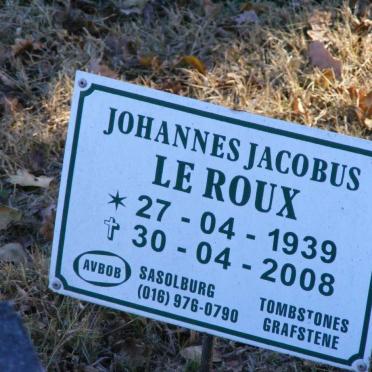 JOHANNES JACOBUS
LE ROUX
27 - 04 - 1939
30 - 04 - 2008
AVBOB
SASOLBURG
(016) 976-0790
TOMBSTONES
GRAFSTENE